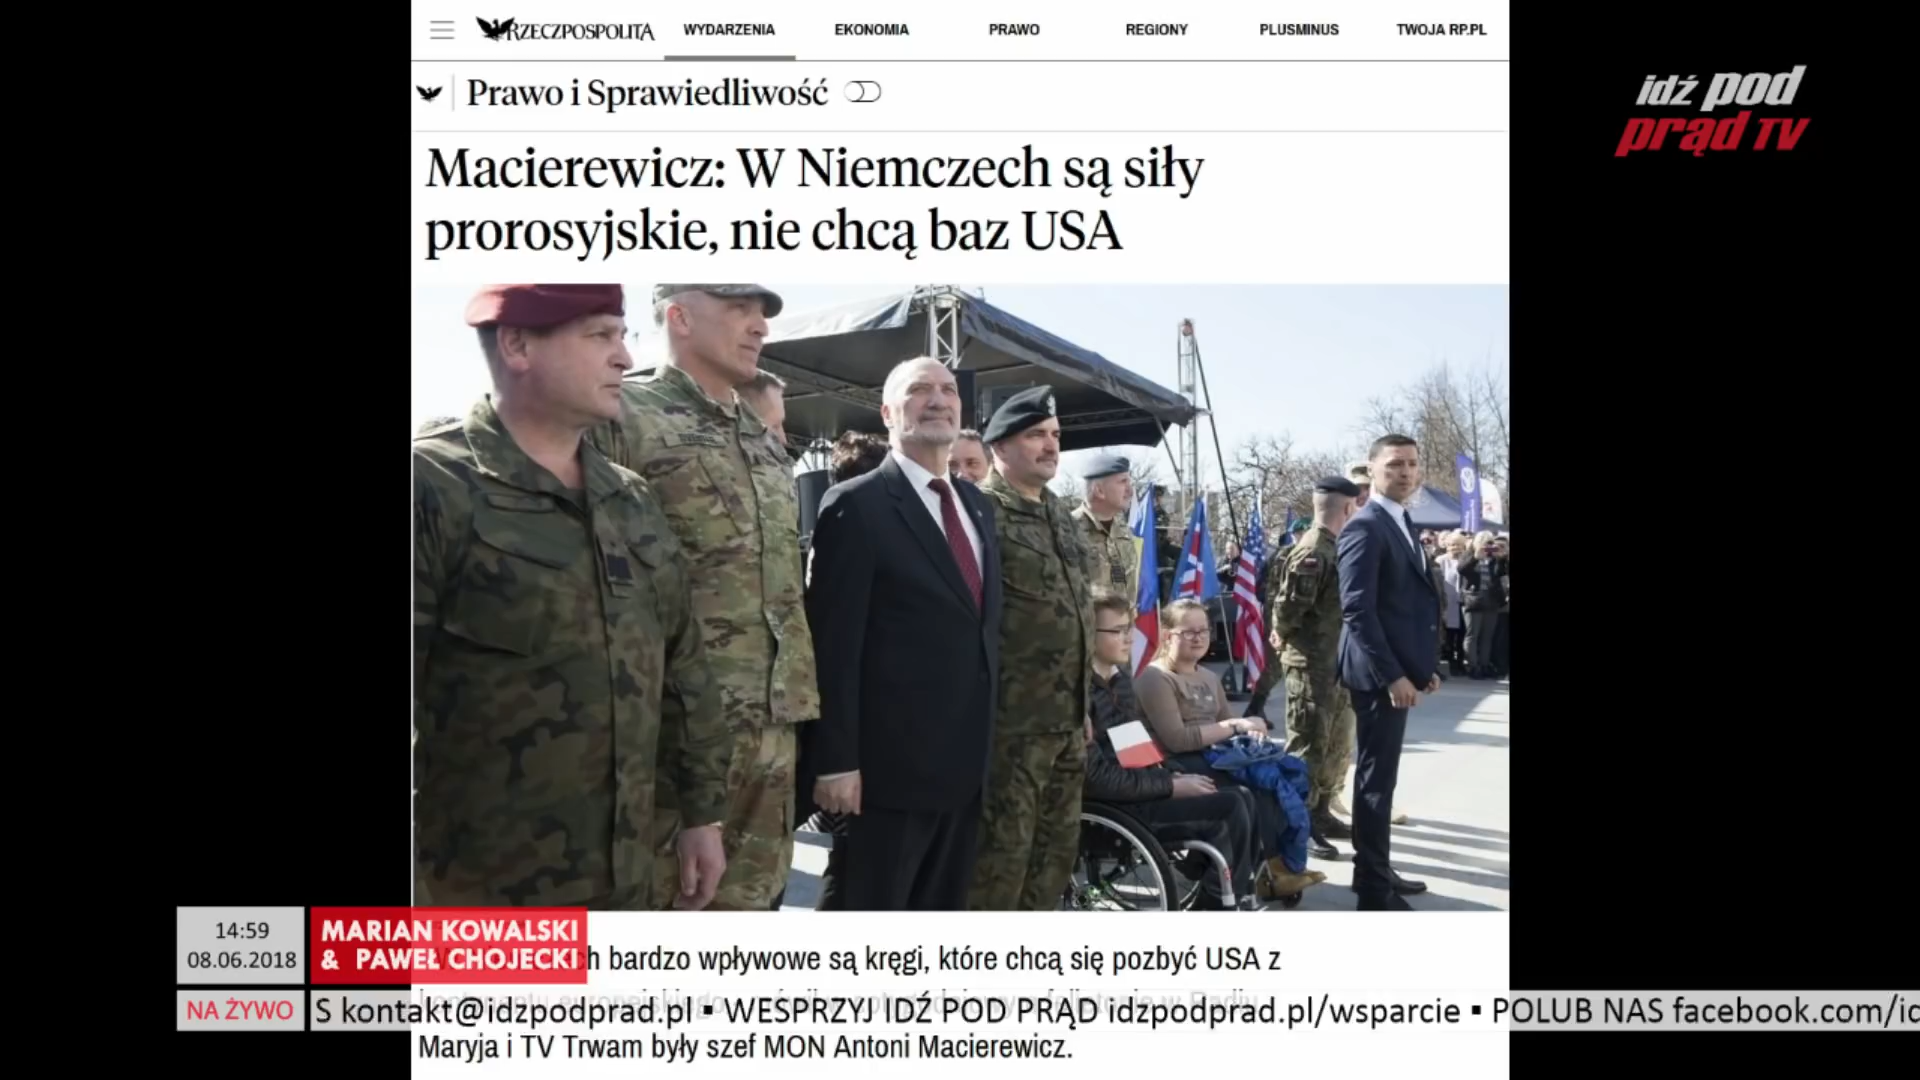 RZECZPOSPOLITA WYDARZENIA EKONOMIA PRAWO REGIONY PLUSMINUS TWOJA RP.PL
Prawo i Sprawiedliwość
idź pod
prąd TV
Macierewicz: W Niemczech są siły
prorosyjskie, nie chcą baz USA
14:59
08.06.2018
MARIAN KOWALSKI
& PAWEŁ CHOJECKI
bardzo wpływowe są kręgi, które chcą się pozbyć USA z
NA ŻYWO
S kontakt@idzpodprad.pl ▪ WESPRZYJ IDŹ POD PRĄD idzpodprad.pl/wsparcie ▪ POLUB NAS facebook.com/id
Maryja i TV Trwam były szef MON Antoni Macierewicz.